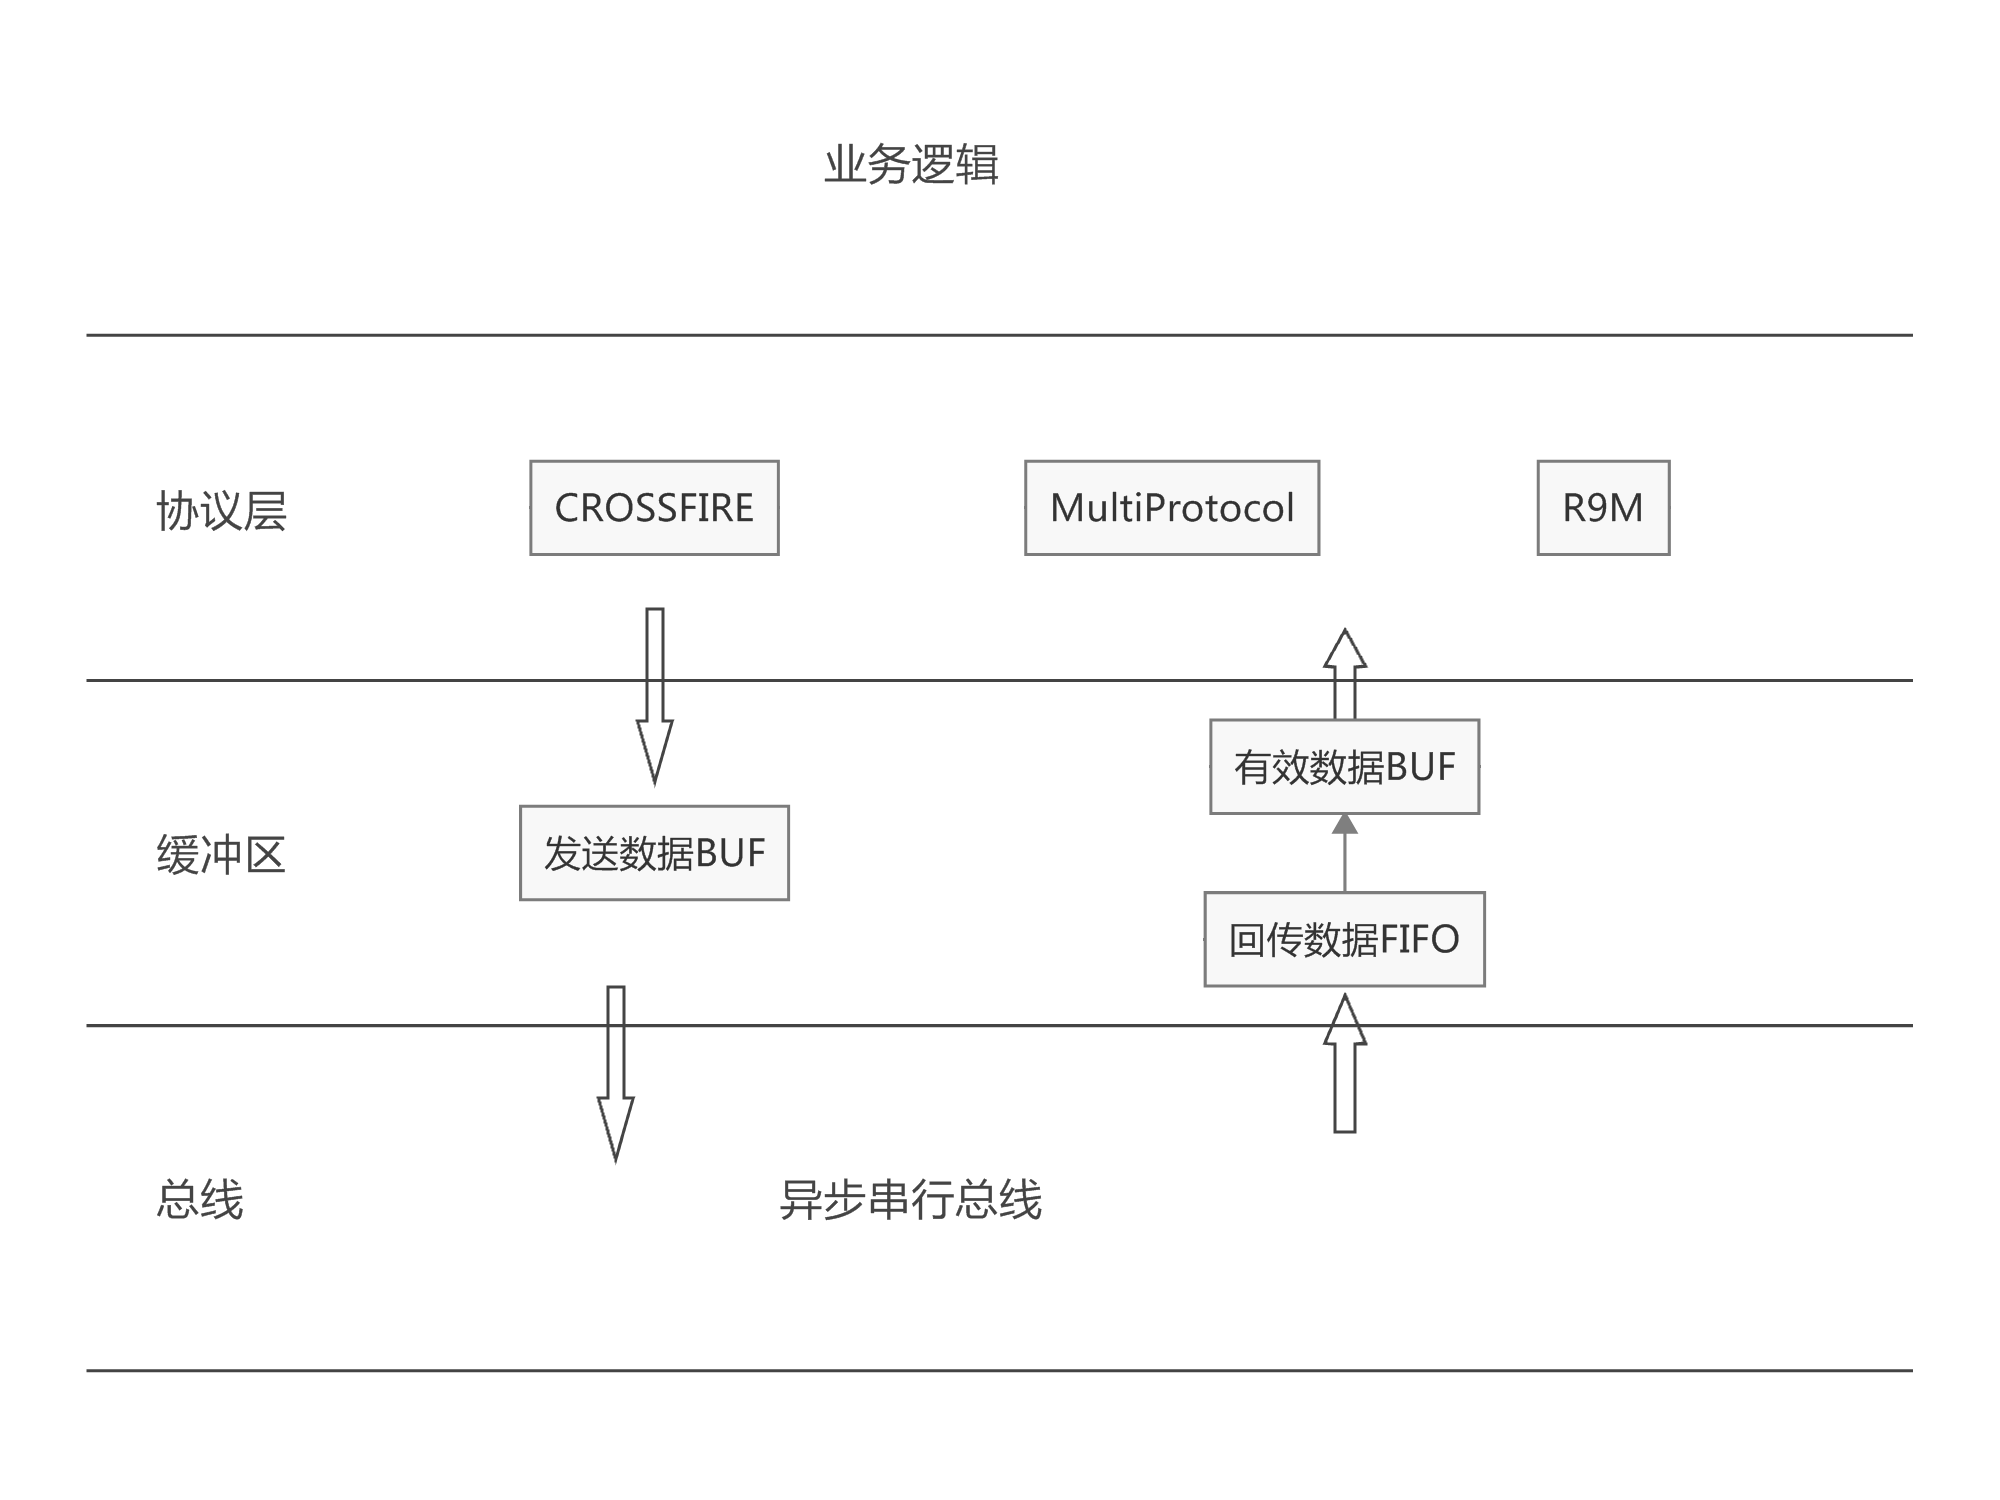 业务逻辑
协议层
CROSSFIRE
MultiProtocol
R9M
缓冲区
发送数据BUF
有效数据BUF
回传数据FIFO
总线
异步串行总线